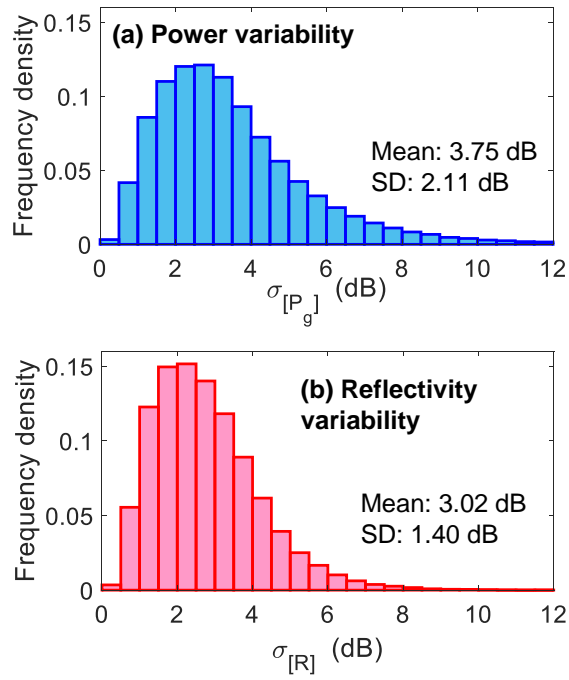 (a) Power variability
Frequency density
0.15
0.1
0.05
0
Mean: 3.75 dB
SD: 2.11 dB
0 2 4 6 8 10 12
σ[P_g] (dB)
(b) Reflectivity
variability
Frequency density
0.15
0.1
0.05
0
Mean: 3.02 dB
SD: 1.40 dB
0 2 4 6 8 10 12
σ[R] (dB)